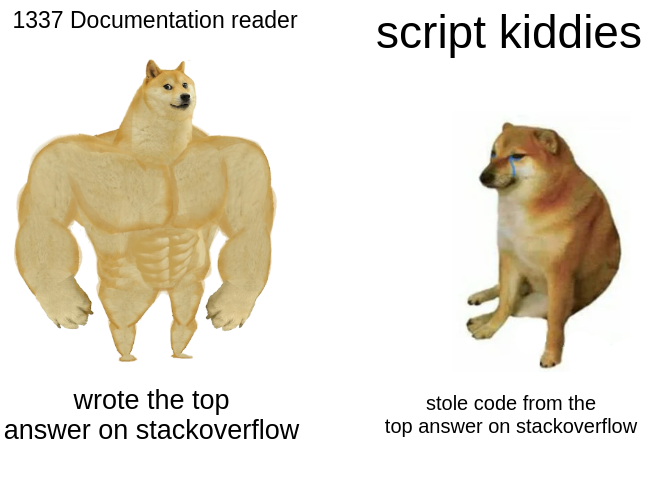 1337 Documentation reader
script kiddies
wrote the top
answer on stackoverflow
stole code from the
top answer on stackoverflow